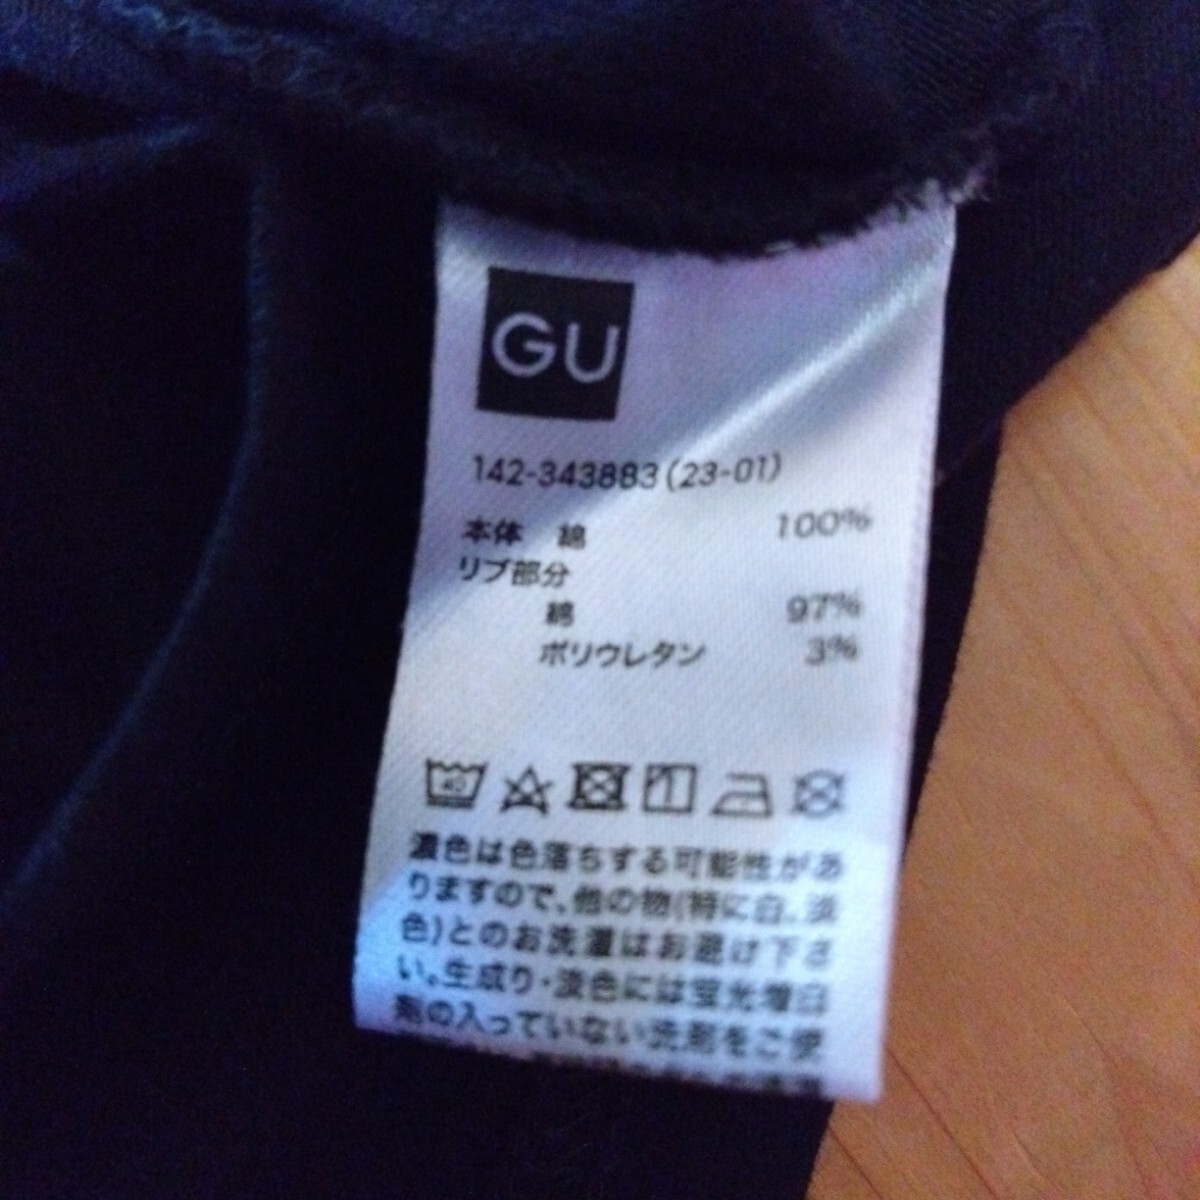 GU
142-343883(23-01)
本体 綿 100%
リブ部分
綿 97%
ポリウレタン 3%
40
濃色は色落ちする可能性があ
りますので、他の物(特に白、淡
色)とのお洗濯はお避け下さ
い。生成り・淡色には蛍光増白
剤の入っていない洗剤をご使